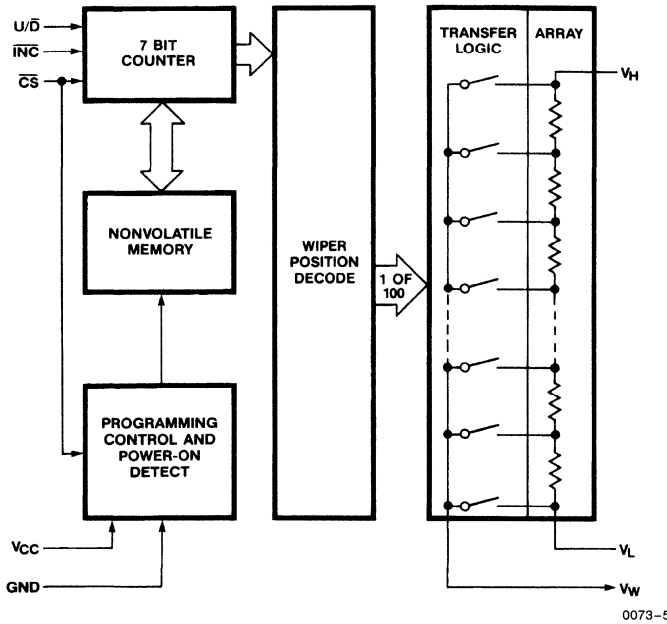 U/D̅
I̅N̅C̅
C̅S̅
7 BIT
COUNTER
NONVOLATILE
MEMORY
PROGRAMMING
CONTROL AND
POWER-ON
DETECT
VCC
GND
WIPER
POSITION
DECODE
1 OF
100
TRANSFER
LOGIC
ARRAY
VH
VL
VW
0073–5